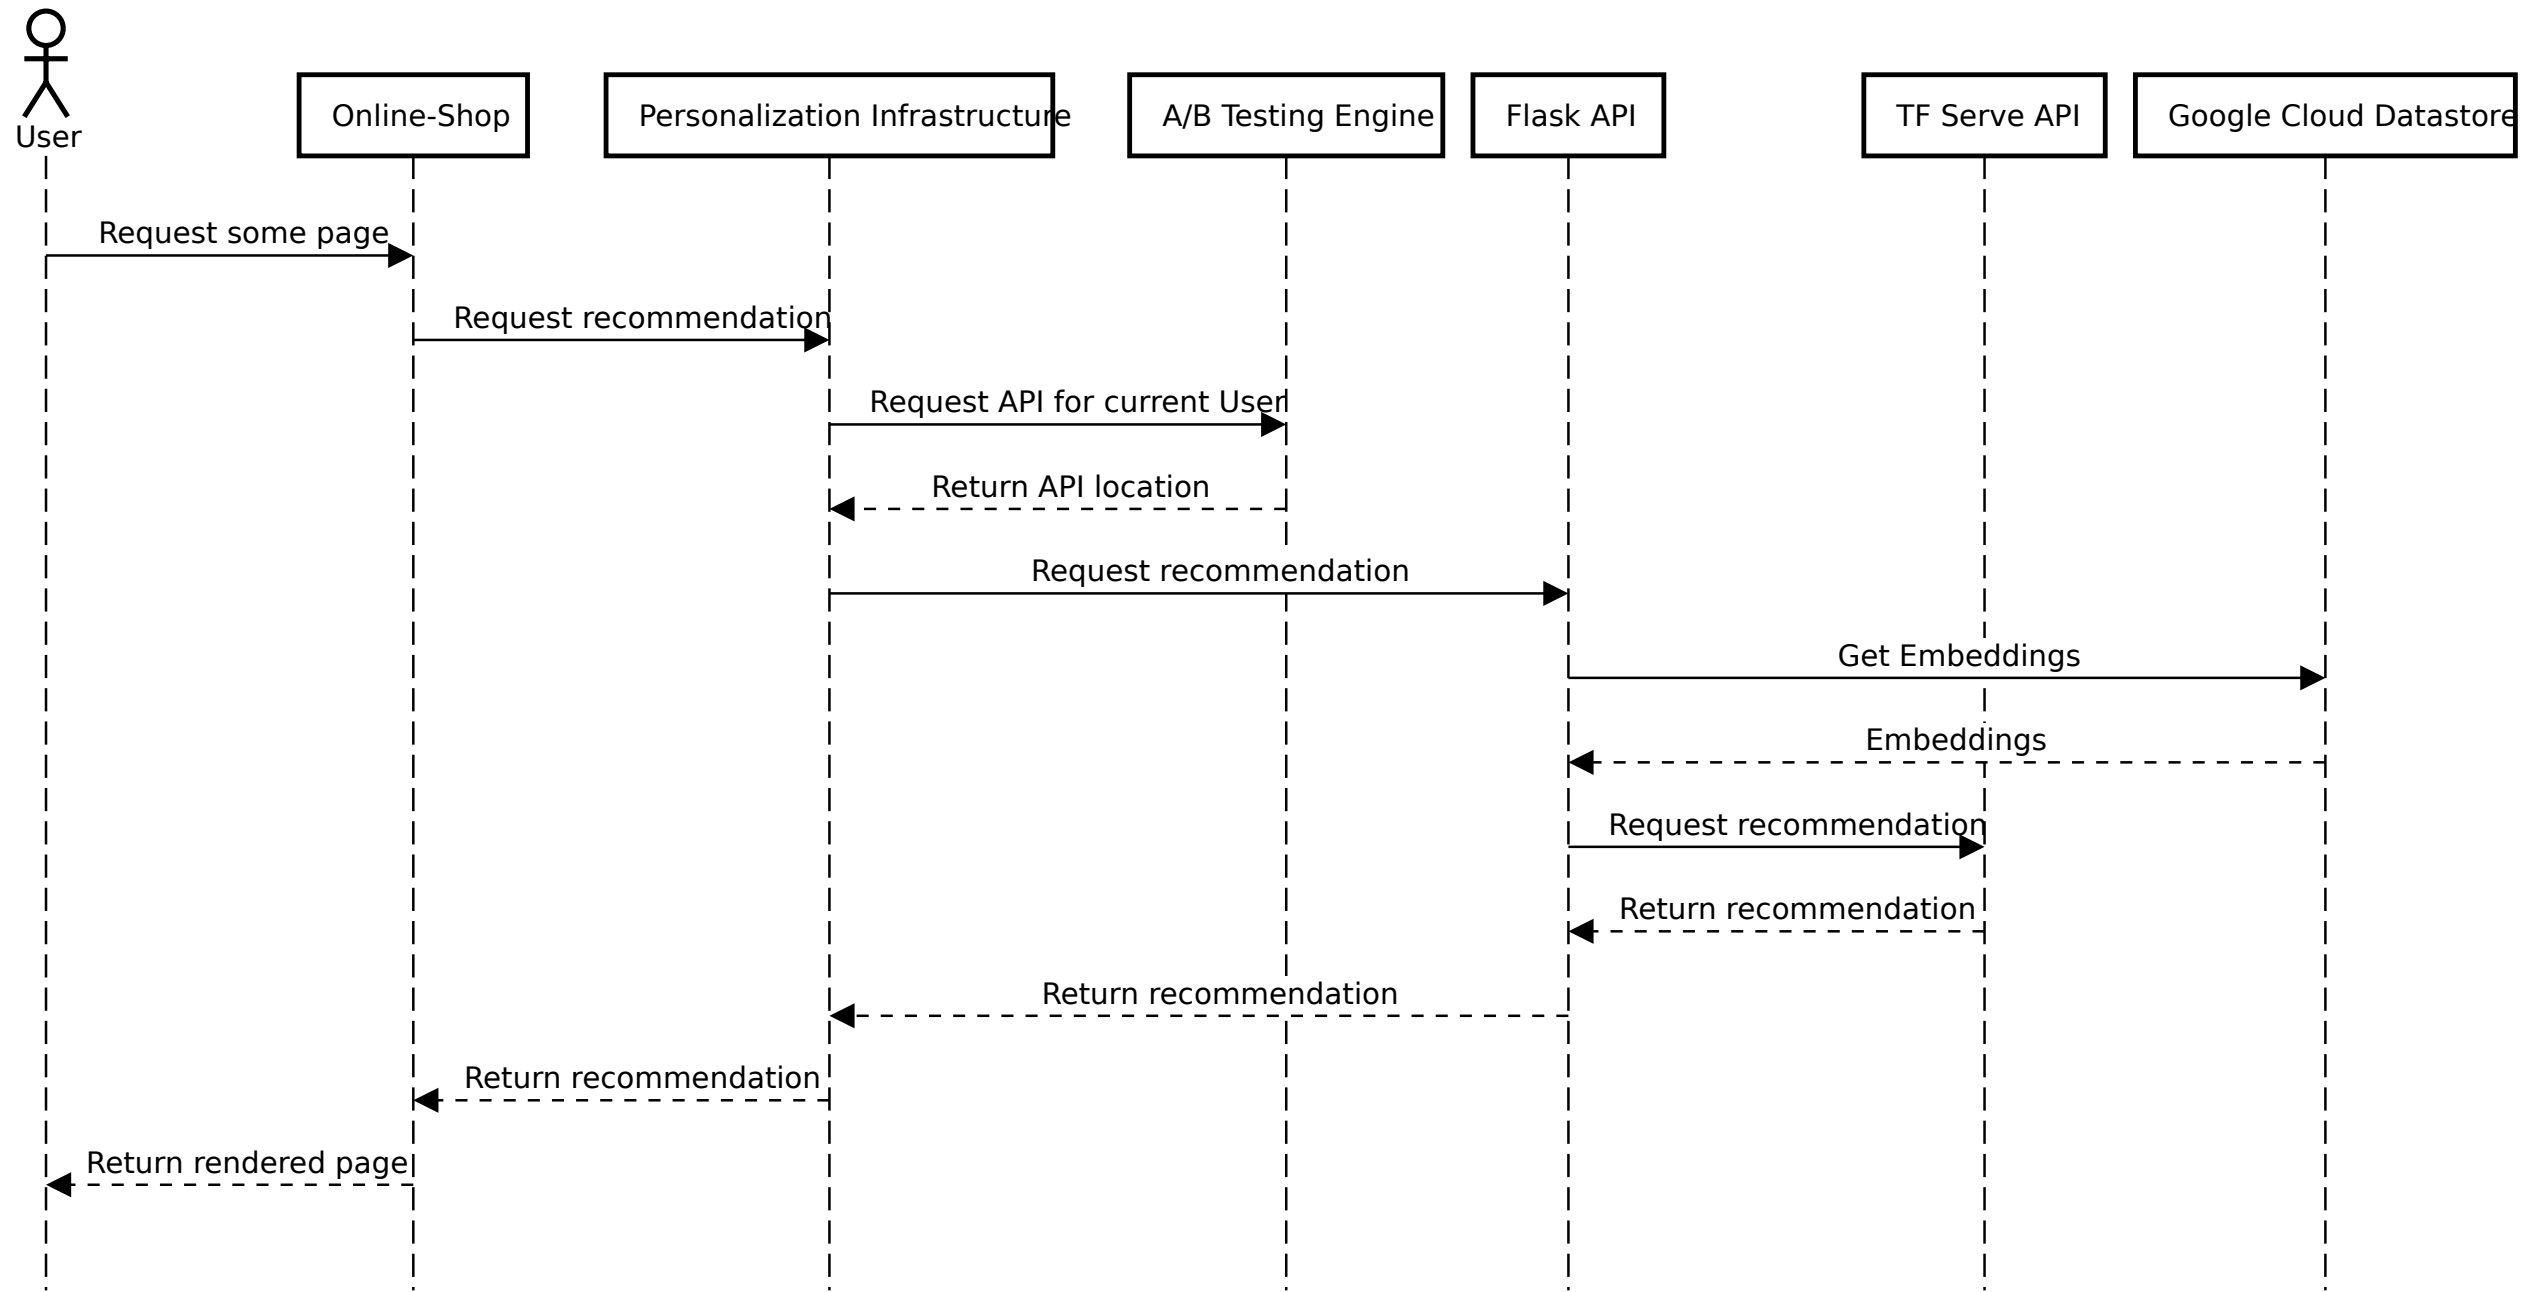 User
Online-Shop
Personalization Infrastructure
A/B Testing Engine
Flask API
TF Serve API
Google Cloud Datastore
Request some page
Request recommendation
Request API for current User
Return API location
Request recommendation
Get Embeddings
Embeddings
Request recommendation
Return recommendation
Return recommendation
Return recommendation
Return rendered page